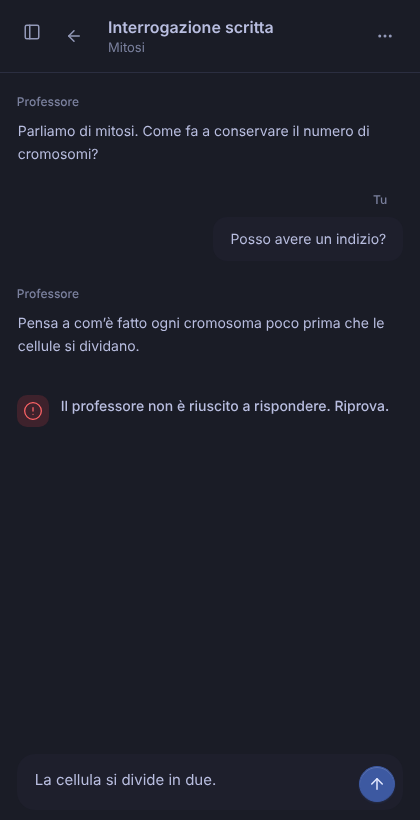 Interrogazione scritta
Mitosi
Professore
Parliamo di mitosi. Come fa a conservare il numero di
cromosomi?
Tu
Posso avere un indizio?
Professore
Pensa a com’è fatto ogni cromosoma poco prima che le
cellule si dividano.
Il professore non è riuscito a rispondere. Riprova.
La cellula si divide in due.